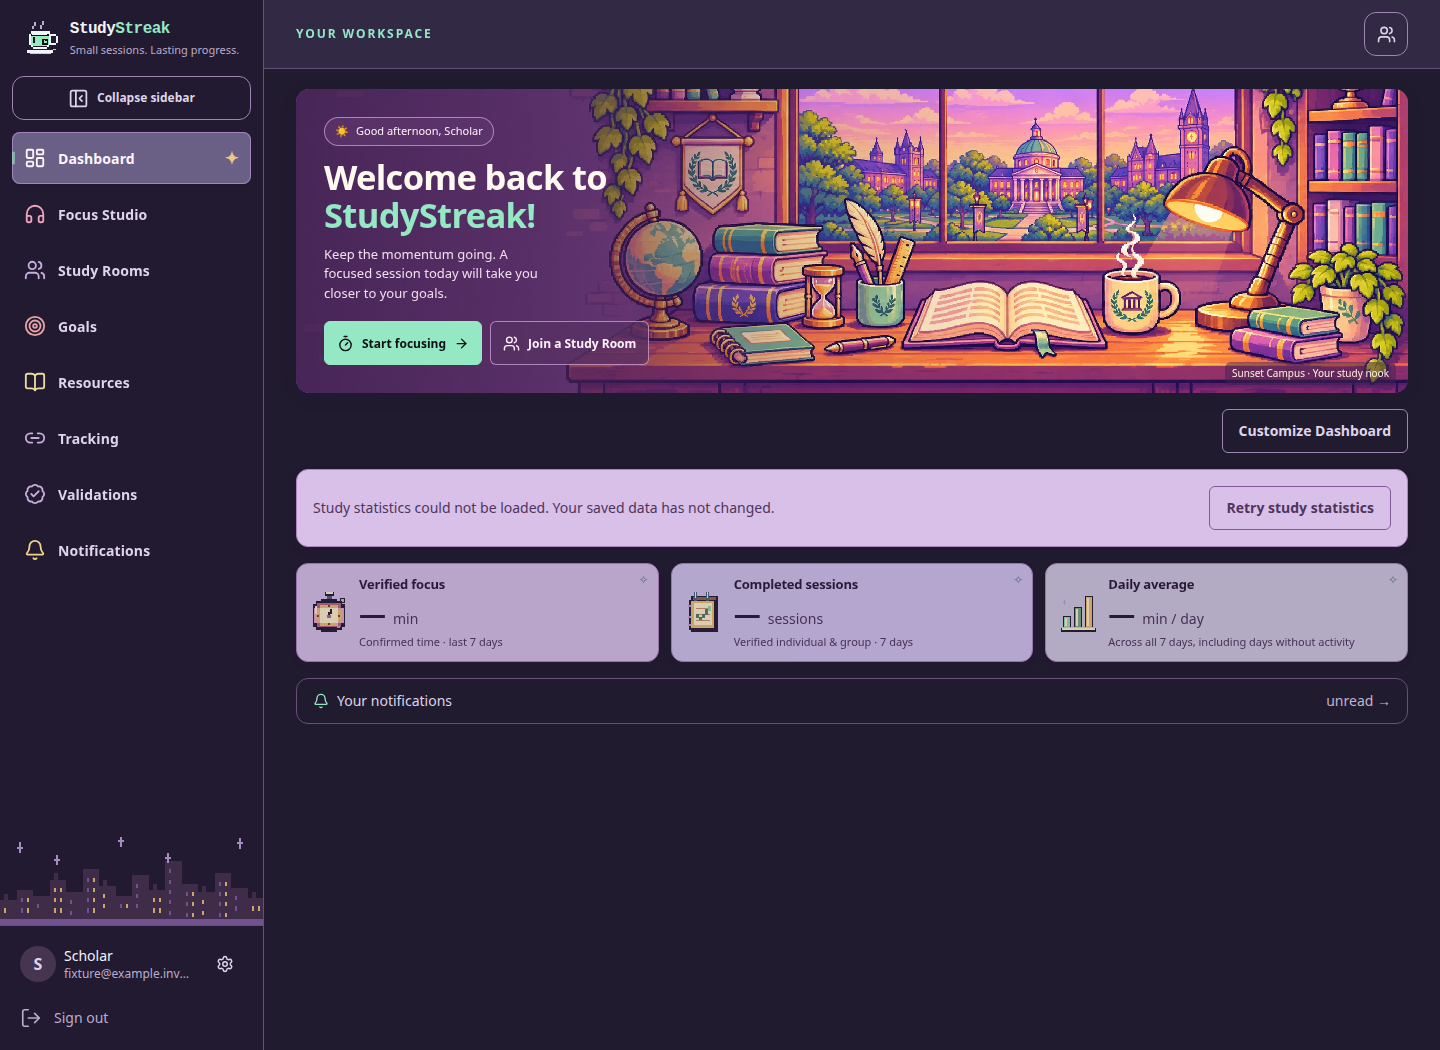 StudyStreak
Small sessions. Lasting progress.
Collapse sidebar
Dashboard
Focus Studio
Study Rooms
Goals
Resources
Tracking
Validations
Notifications
S
Scholar
fixture@example.inv...
Sign out
YOUR WORKSPACE
Good afternoon, Scholar
Welcome back to
StudyStreak!
Keep the momentum going. A
focused session today will take you
closer to your goals.
Start focusing →
Join a Study Room
Sunset Campus · Your study nook
Customize Dashboard
Study statistics could not be loaded. Your saved data has not changed.
Retry study statistics
Verified focus
— min
Confirmed time · last 7 days
Completed sessions
— sessions
Verified individual & group · 7 days
Daily average
— min / day
Across all 7 days, including days without activity
Your notifications
unread →